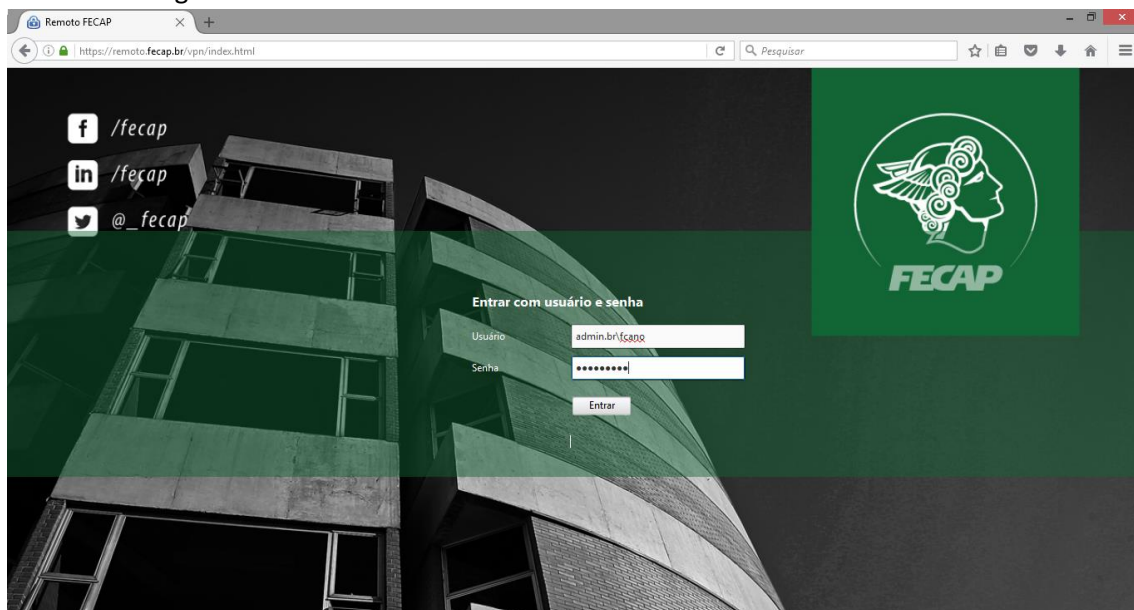 Remoto FECAP
https://remoto.fecap.br/vpn/index.html
Pesquisar
/fecap
/fecap
@_fecap
FECAP
Entrar com usuário e senha
Usuário
admin.br\fcano
Senha
Entrar